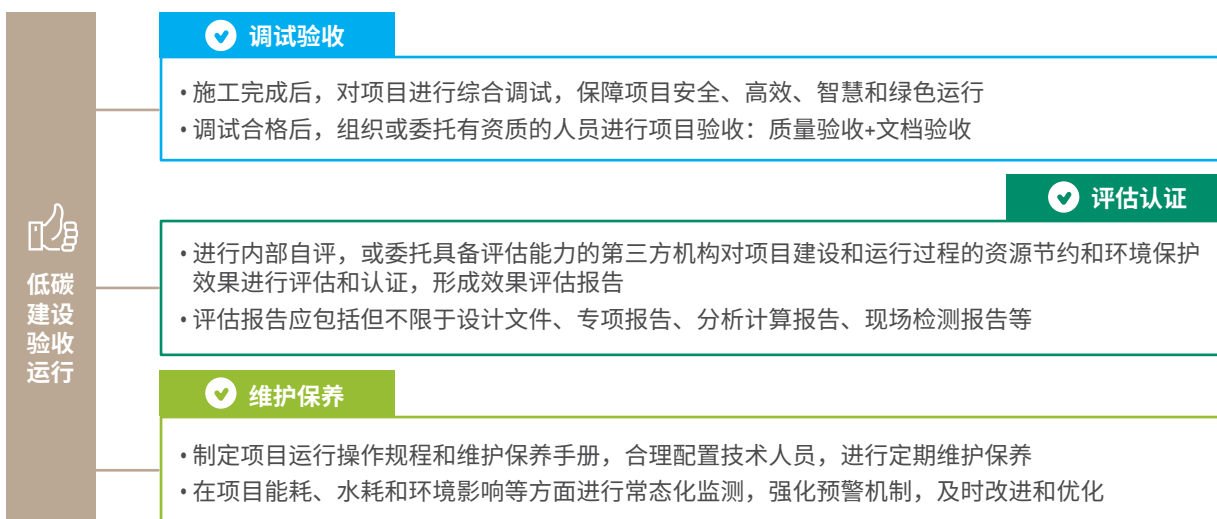 低碳
建设
验收
运行
调试验收
•施工完成后，对项目进行综合调试，保障项目安全、高效、智慧和绿色运行
•调试合格后，组织或委托有资质的人员进行项目验收：质量验收+文档验收
评估认证
•进行内部自评，或委托具备评估能力的第三方机构对项目建设和运行过程的资源节约和环境保护
效果进行评估和认证，形成效果评估报告
•评估报告应包括但不限于设计文件、专项报告、分析计算报告、现场检测报告等
维护保养
•制定项目运行操作规程和维护保养手册，合理配置技术人员，进行定期维护保养
•在项目能耗、水耗和环境影响等方面进行常态化监测，强化预警机制，及时改进和优化